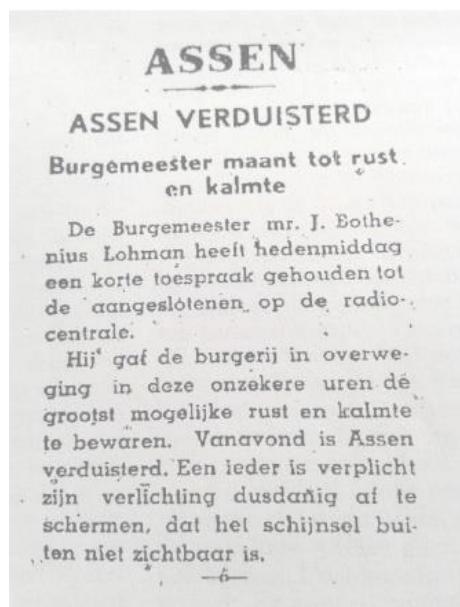 ASSEN
ASSEN VERDUISTERD
Burgemeester maant tot rust
en kalmte
De Burgemeester mr. J. Bothe-
nius Lohman heeft hedenmiddag
een korte toespraak gehouden tot
de aangeslotenen op de radio-
centrale.
Hij gaf de burgerij in overwe-
ging in deze onzekere uren de
grootst mogelijke rust en kalmte
te bewaren. Vanavond is Assen
verduisterd. Een ieder is verplicht
zijn verlichting dusdanig af te
schermen, dat het schijnsel bui-
ten niet zichtbaar is.
—6—